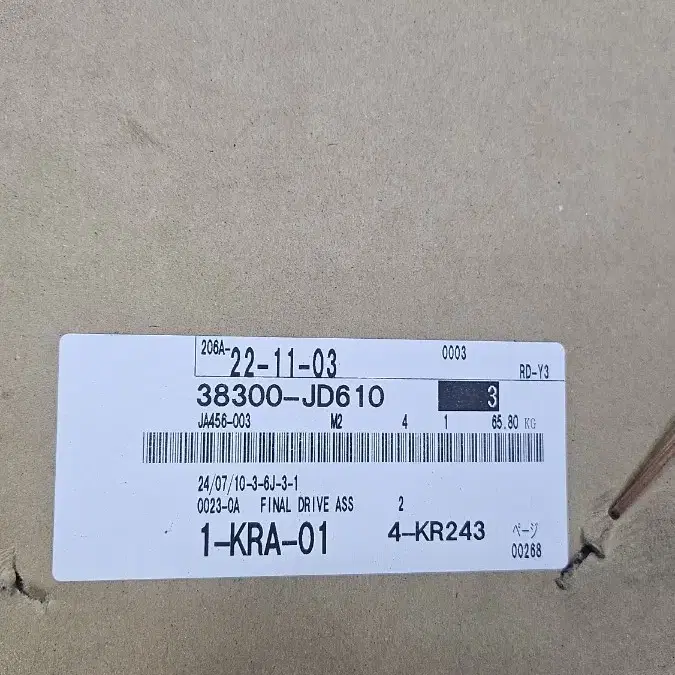 206A-22-11-03 0003 RD-Y3
38300-JD610 3
JA456-003 M2 4 1 65.80 KG
24/07/10-3-6J-3-1
0023-0A FINAL DRIVE ASS 2
1-KRA-01 4-KR243 ページ
00268